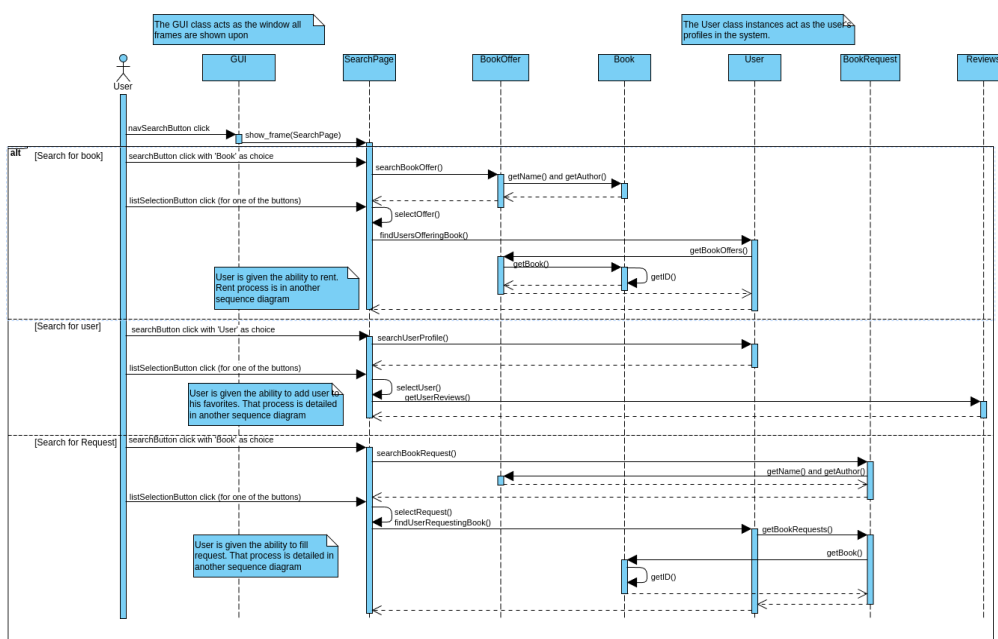 The GUI class acts as the window all
frames are shown upon
The User class instances act as the user's
profiles in the system.
User
GUI
SearchPage
BookOffer
Book
User
BookRequest
Reviews
navSearchButton click
show_frame(SearchPage)
alt
[Search for book]
searchButton click with 'Book' as choice
searchBookOffer()
getName() and getAuthor()
listSelectionButton click (for one of the buttons)
selectOffer()
findUsersOfferingBook()
getBookOffers()
getBook()
getID()
User is given the ability to rent.
Rent process is in another
sequence diagram
[Search for user]
searchButton click with 'User' as choice
searchUserProfile()
listSelectionButton click (for one of the buttons)
selectUser()
getUserReviews()
User is given the ability to add user to
his favorites. That process is detailed
in another sequence diagram
[Search for Request]
searchButton click with 'Book' as choice
searchBookRequest()
getName() and getAuthor()
listSelectionButton click (for one of the buttons)
selectRequest()
findUserRequestingBook()
getBookRequests()
getBook()
getID()
User is given the ability to fill
request. That process is detailed in
another sequence diagram